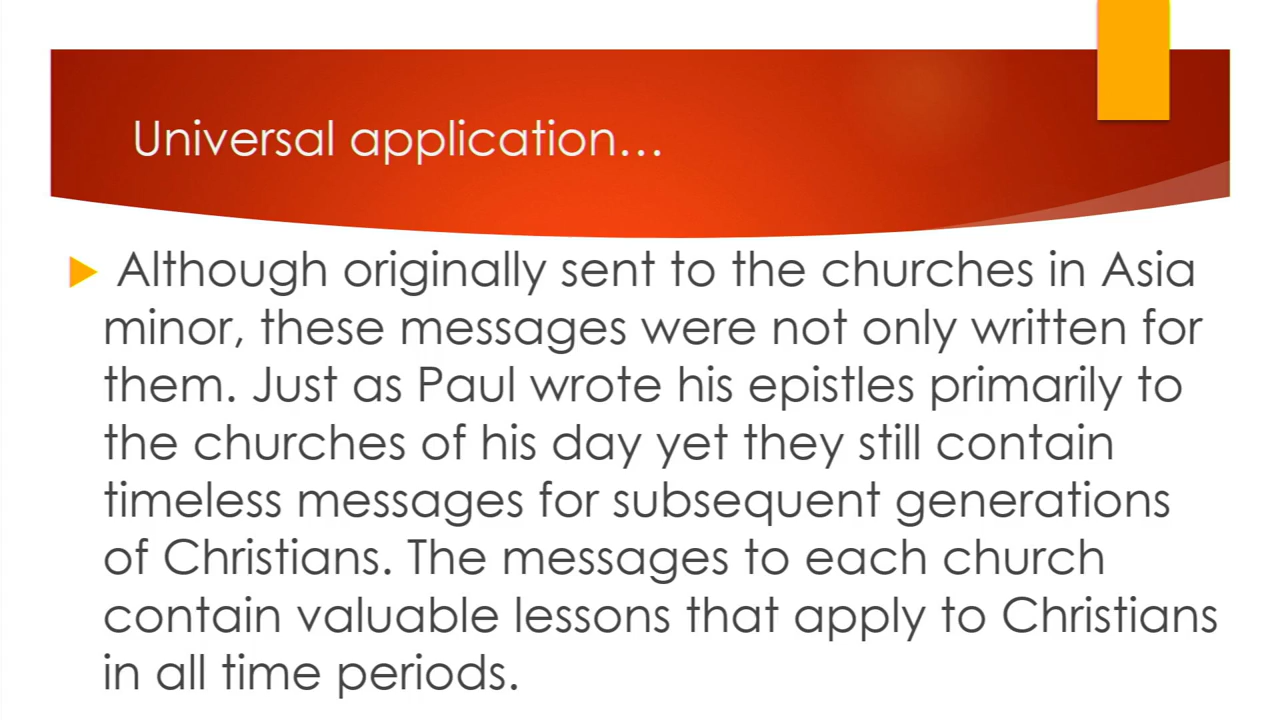 Universal application…
Although originally sent to the churches in Asia
minor, these messages were not only written for
them. Just as Paul wrote his epistles primarily to
the churches of his day yet they still contain
timeless messages for subsequent generations
of Christians. The messages to each church
contain valuable lessons that apply to Christians
in all time periods.